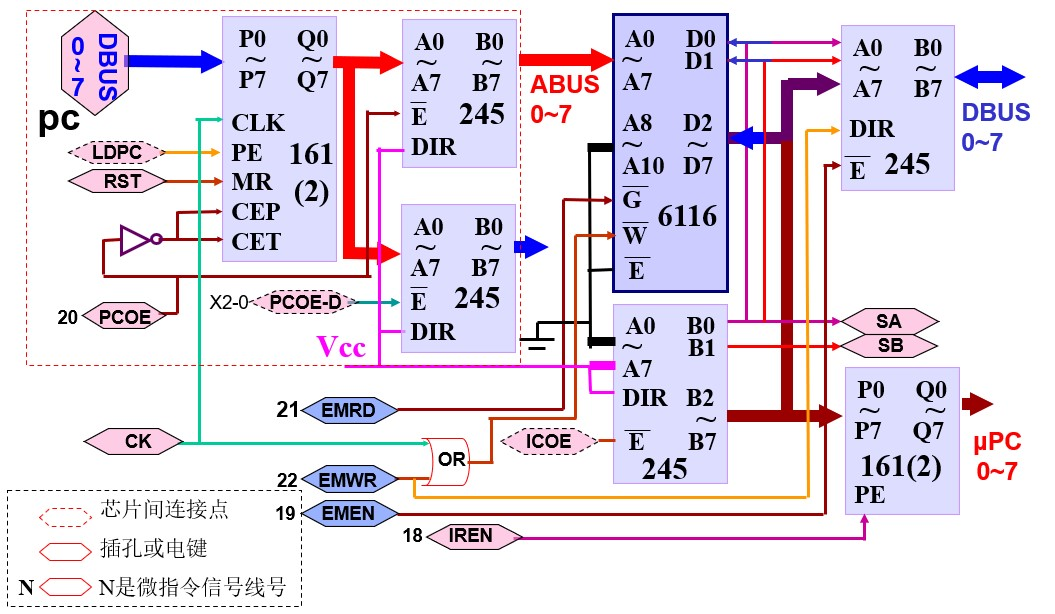 DBUS
0~7
pc
P0 Q0
~ ~
P7 Q7
CLK
PE 161
MR (2)
CEP
CET
LDPC
RST
20 PCOE
A0 B0
~ ~
A7 B7
E 245
DIR
ABUS
0~7
A0 B0
~ ~
A7 B7
E 245
DIR
X2-0 PCOE-D
Vcc
A0 D0
~ D1
A7
A8 D2
~ ~
A10 D7
G
6116
W
E
A0 B0
~ B1
A7
DIR B2
~
E B7
245
A0 B0
~ ~
A7 B7
DIR
E 245
DBUS
0~7
SA
SB
P0 Q0
~ ~
P7 Q7
161(2)
PE
μPC
0~7
21 EMRD
CK
OR
ICOE
22 EMWR
19 EMEN
18 IREN
芯片间连接点
插孔或电键
N N是微指令信号线号